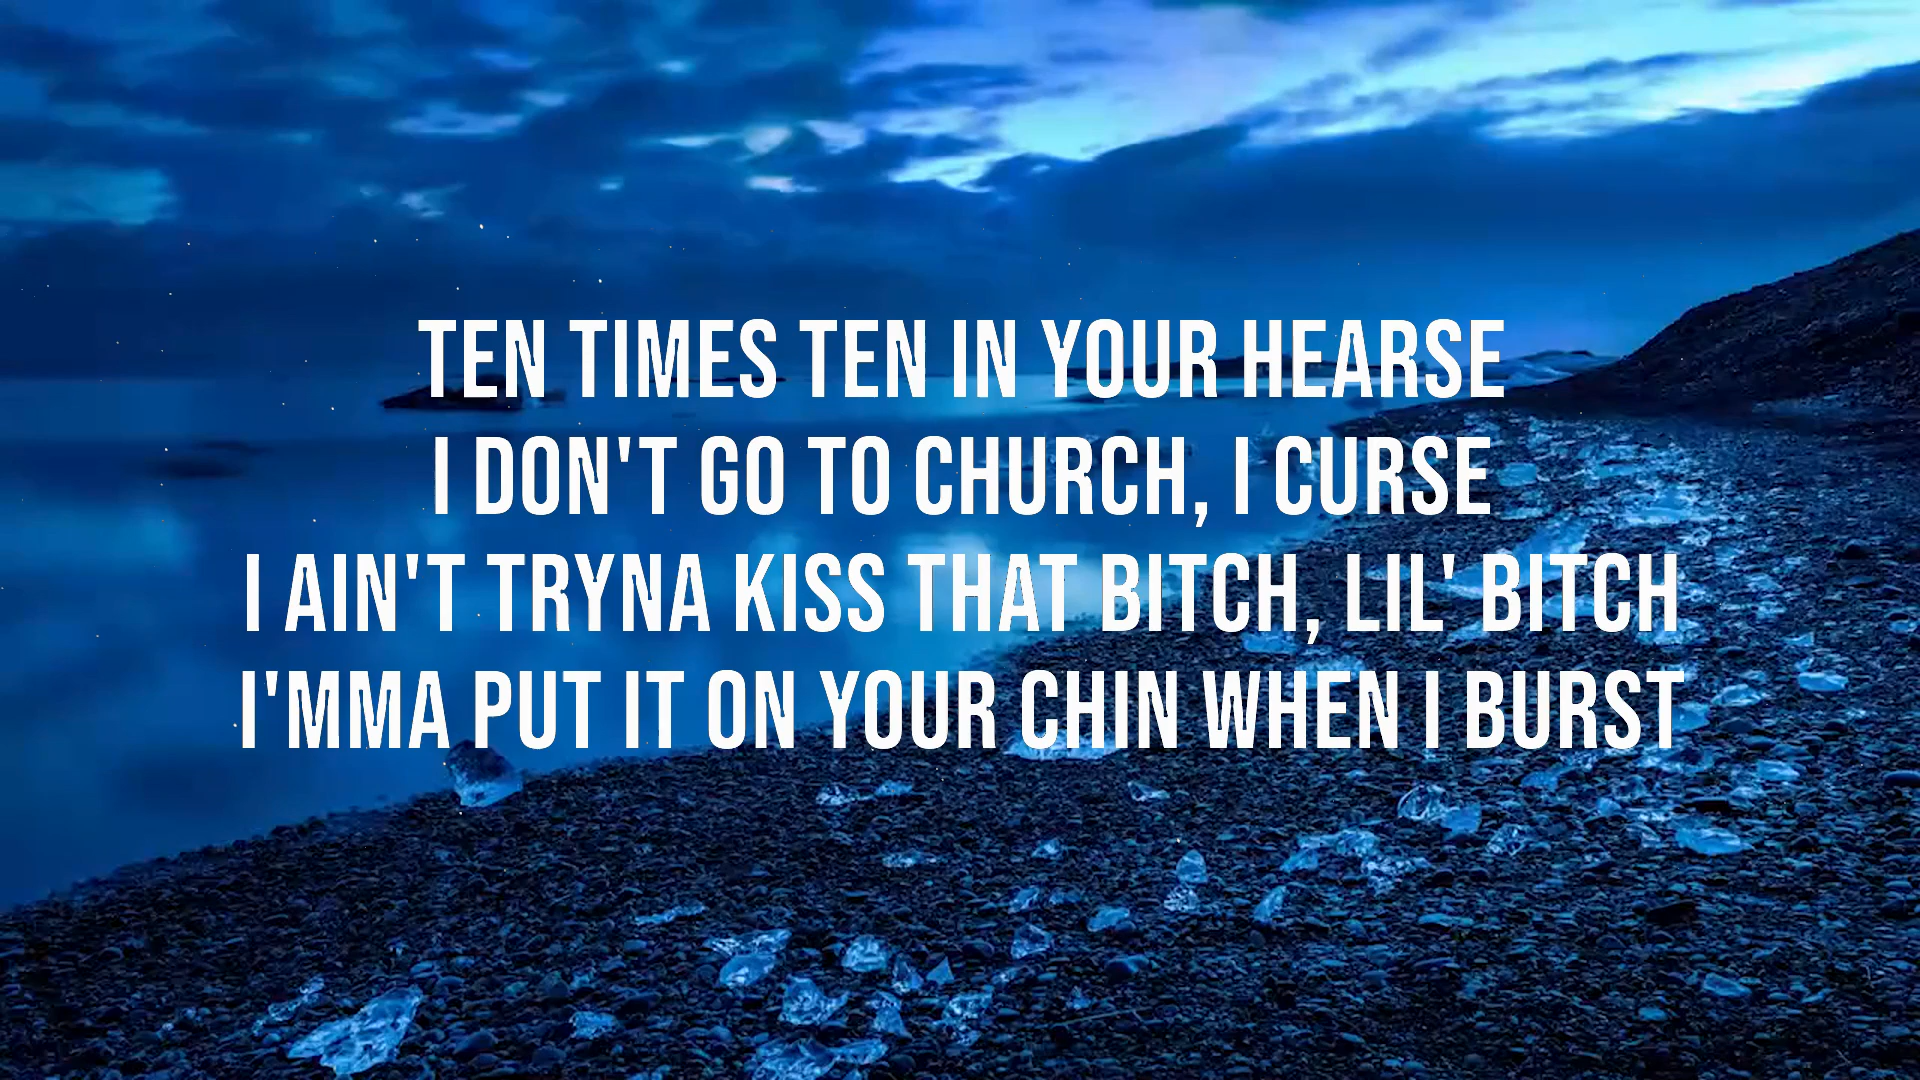 TEN TIMES TEN IN YOUR HEARSE
I DON'T GO TO CHURCH, I CURSE
I AIN'T TRYNA KISS THAT BITCH, LIL' BITCH
I'MMA PUT IT ON YOUR CHIN WHEN I BURST